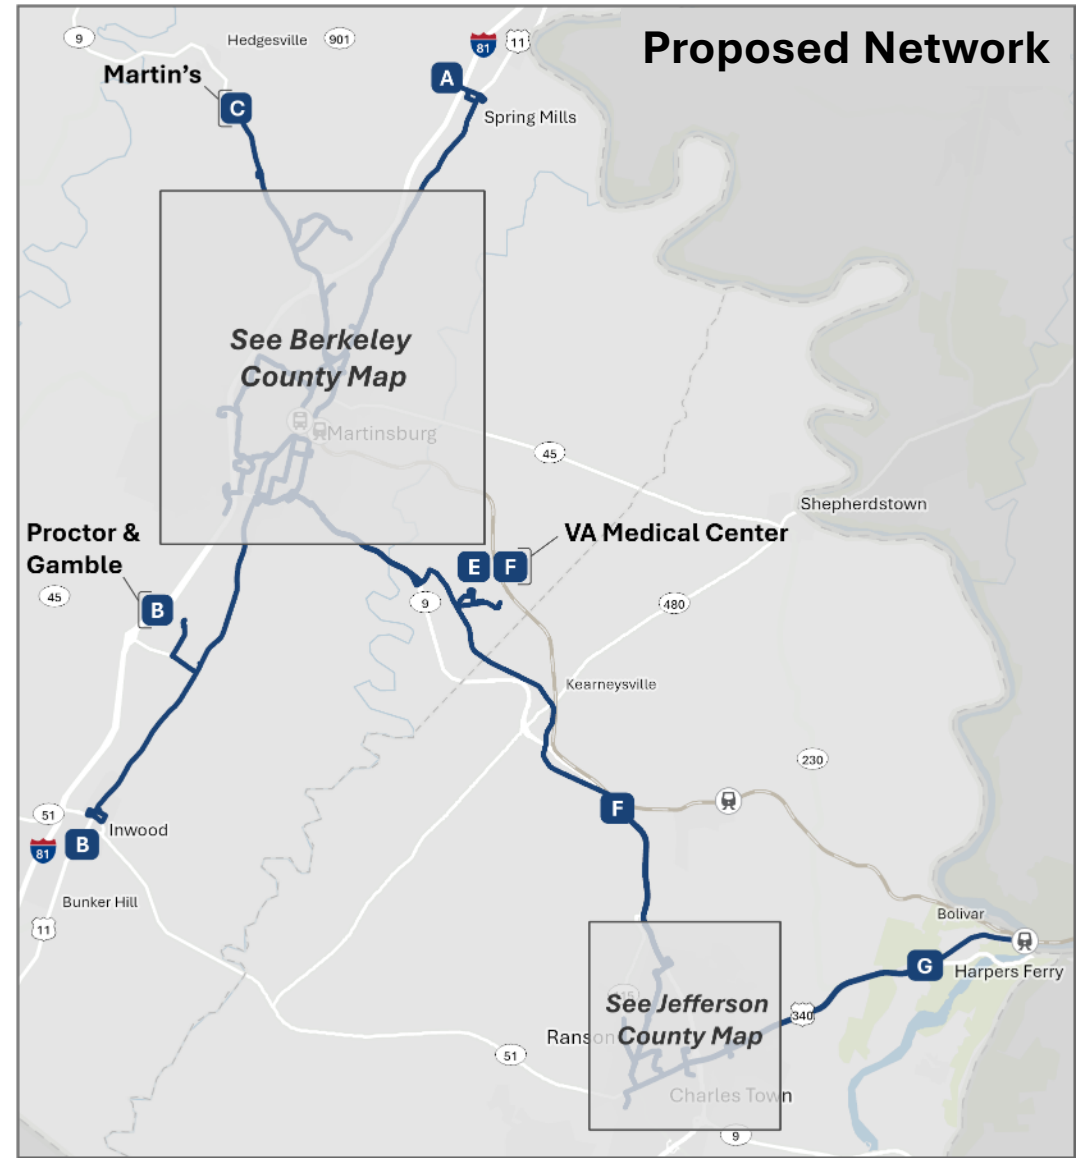 Proposed Network
9
Hedgesville
901
81
11
Martin's
A
C
Spring Mills
See Berkeley
County Map
Martinsburg
45
Shepherdstown
Proctor &
Gamble
VA Medical Center
E
F
45
B
9
480
Kearneysville
230
51
F
Inwood
B
81
Bunker Hill
11
Bolivar
G
Harpers Ferry
115
See Jefferson
County Map
340
Ranson
51
Charles Town
9